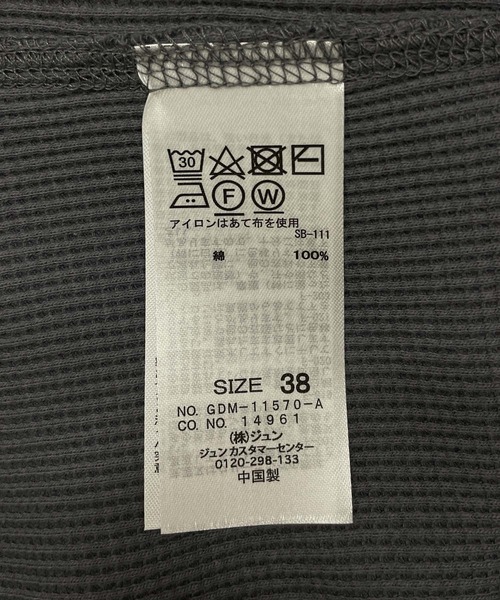 30
F W
アイロンはあて布を使用
SB-111
綿 100%
SIZE 38
NO. GDM-11570-A
CO. NO. 14961
(株)ジュン
ジュンカスタマーセンター
0120-298-133
中国製